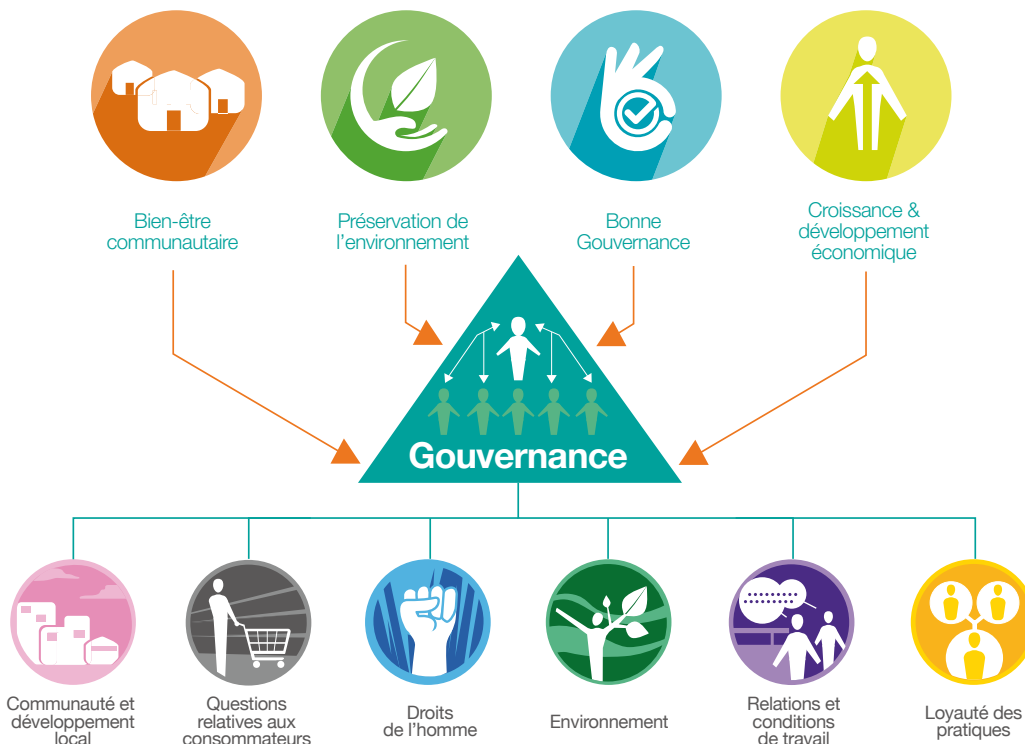 Bien-être
communautaire
Préservation de
l'environnement
Bonne
Gouvernance
Croissance &
développement
économique
Gouvernance
Communauté et
développement
local
Questions
relatives aux
consommateurs
Droits
de l'homme
Environnement
Relations et
conditions
de travail
Loyauté des
pratiques